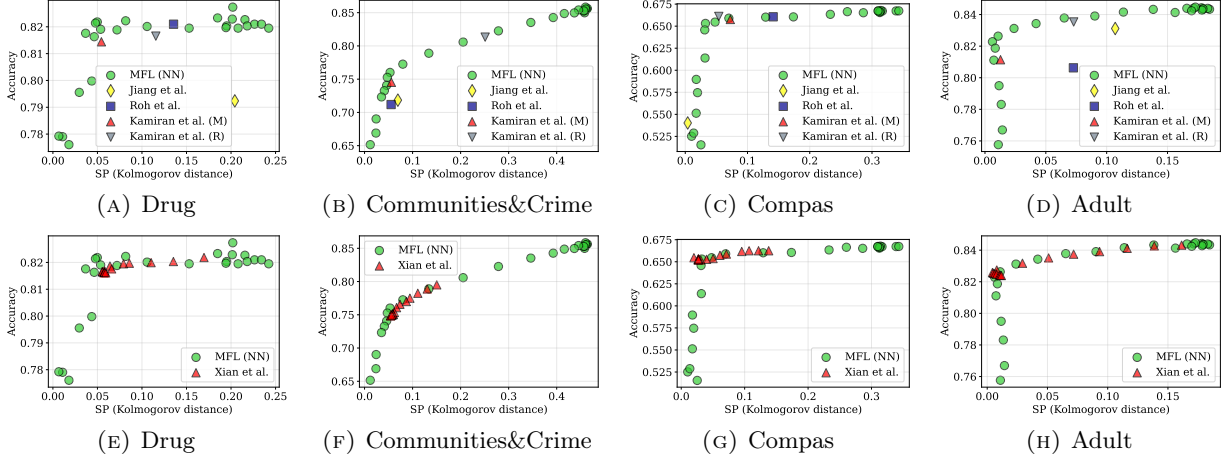 Accuracy
0.82
0.81
0.80
0.79
0.78
0.00 0.05 0.10 0.15 0.20 0.25
SP (Kolmogorov distance)
MFL (NN)
Jiang et al.
Roh et al.
Kamiran et al. (M)
Kamiran et al. (R)
(A) Drug
Accuracy
0.85
0.80
0.75
0.70
0.65
0.0 0.1 0.2 0.3 0.4
SP (Kolmogorov distance)
MFL (NN)
Jiang et al.
Roh et al.
Kamiran et al. (M)
Kamiran et al. (R)
(B) Communities&Crime
Accuracy
0.675
0.650
0.625
0.600
0.575
0.550
0.525
0.0 0.1 0.2 0.3
SP (Kolmogorov distance)
MFL (NN)
Jiang et al.
Roh et al.
Kamiran et al. (M)
Kamiran et al. (R)
(C) Compas
Accuracy
0.84
0.82
0.80
0.78
0.76
0.00 0.05 0.10 0.15
SP (Kolmogorov distance)
MFL (NN)
Jiang et al.
Roh et al.
Kamiran et al. (M)
Kamiran et al. (R)
(D) Adult
Accuracy
0.82
0.81
0.80
0.79
0.78
0.00 0.05 0.10 0.15 0.20 0.25
SP (Kolmogorov distance)
MFL (NN)
Xian et al.
(E) Drug
Accuracy
0.85
0.80
0.75
0.70
0.65
0.0 0.1 0.2 0.3 0.4
SP (Kolmogorov distance)
MFL (NN)
Xian et al.
(F) Communities&Crime
Accuracy
0.675
0.650
0.625
0.600
0.575
0.550
0.525
0.0 0.1 0.2 0.3
SP (Kolmogorov distance)
MFL (NN)
Xian et al.
(G) Compas
Accuracy
0.84
0.82
0.80
0.78
0.76
0.00 0.05 0.10 0.15
SP (Kolmogorov distance)
MFL (NN)
Xian et al.
(H) Adult